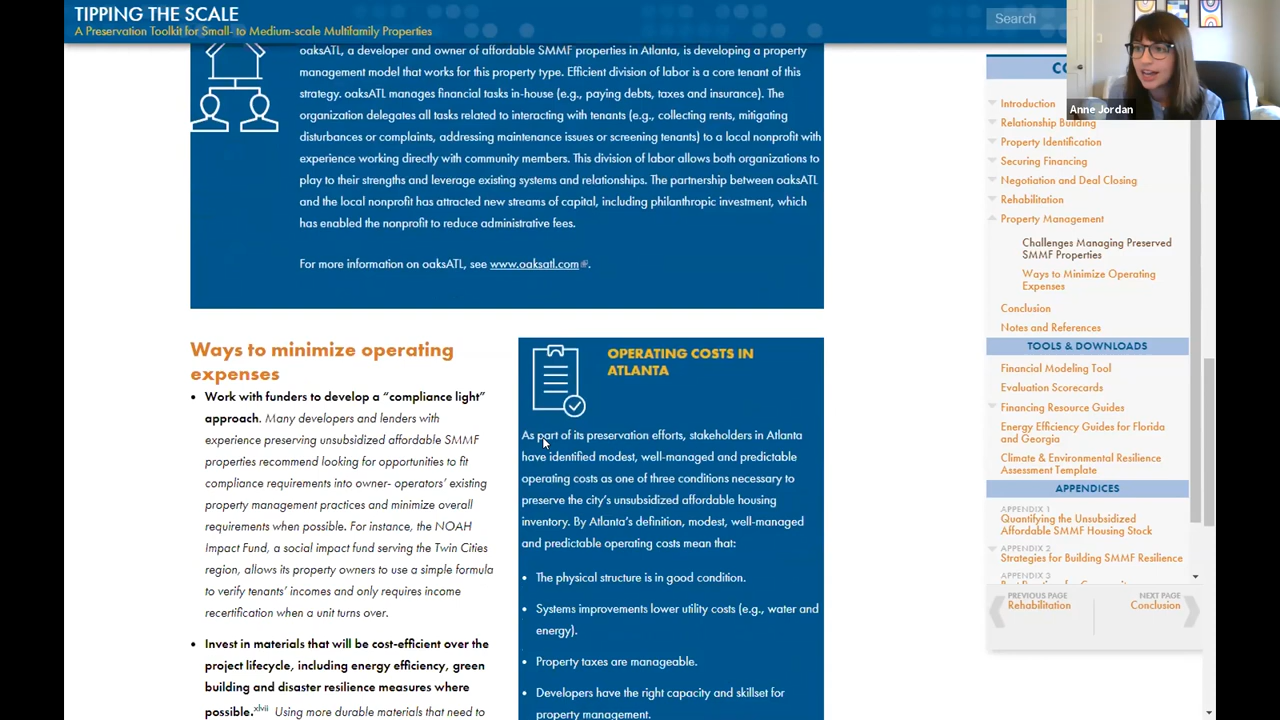 TIPPING THE SCALE
A Preservation Toolkit for Small- to Medium-scale Multifamily Properties
Search
Anne Jordan
oaksATL, a developer and owner of affordable SMMF properties in Atlanta, is developing a property
management model that works for this property type. Efficient division of labor is a core tenant of this
strategy. oaksATL manages financial tasks in-house (e.g., paying debts, taxes and insurance). The
organization delegates all tasks related to interacting with tenants (e.g., collecting rents, mitigating
disturbances or complaints, addressing maintenance issues or screening tenants) to a local nonprofit with
experience working directly with community members. This division of labor allows both organizations to
play to their strengths and leverage existing systems and relationships. The partnership between oaksATL
and the local nonprofit has attracted new streams of capital, including philanthropic investment, which
has enabled the nonprofit to reduce administrative fees.
For more information on oaksATL, see www.oaksatl.com.
Ways to minimize operating
expenses
• Work with funders to develop a “compliance light”
approach. Many developers and lenders with
experience preserving unsubsidized affordable SMMF
properties recommend looking for opportunities to fit
compliance requirements into owner- operators’ existing
property management practices and minimize overall
requirements when possible. For instance, the NOAH
Impact Fund, a social impact fund serving the Twin Cities
region, allows its property owners to use a simple formula
to verify tenants’ incomes and only requires income
recertification when a unit turns over.
• Invest in materials that will be cost-efficient over the
project lifecycle, including energy efficiency, green
building and disaster resilience measures where
possible.xlvii Using more durable materials that need to
OPERATING COSTS IN
ATLANTA
As part of its preservation efforts, stakeholders in Atlanta
have identified modest, well-managed and predictable
operating costs as one of three conditions necessary to
preserve the city’s unsubsidized affordable housing
inventory. By Atlanta’s definition, modest, well-managed
and predictable operating costs mean that:
• The physical structure is in good condition.
• Systems improvements lower utility costs (e.g., water and
energy).
• Property taxes are manageable.
• Developers have the right capacity and skillset for
property management.
Introduction
Relationship Building
Property Identification
Securing Financing
Negotiation and Deal Closing
Rehabilitation
Property Management
Challenges Managing Preserved
SMMF Properties
Ways to Minimize Operating
Expenses
Conclusion
Notes and References
TOOLS & DOWNLOADS
Financial Modeling Tool
Evaluation Scorecards
Financing Resource Guides
Energy Efficiency Guides for Florida
and Georgia
Climate & Environmental Resilience
Assessment Template
APPENDICES
APPENDIX 1
Quantifying the Unsubsidized
Affordable SMMF Housing Stock
APPENDIX 2
Strategies for Building SMMF Resilience
APPENDIX 3
PREVIOUS PAGE
Rehabilitation
NEXT PAGE
Conclusion